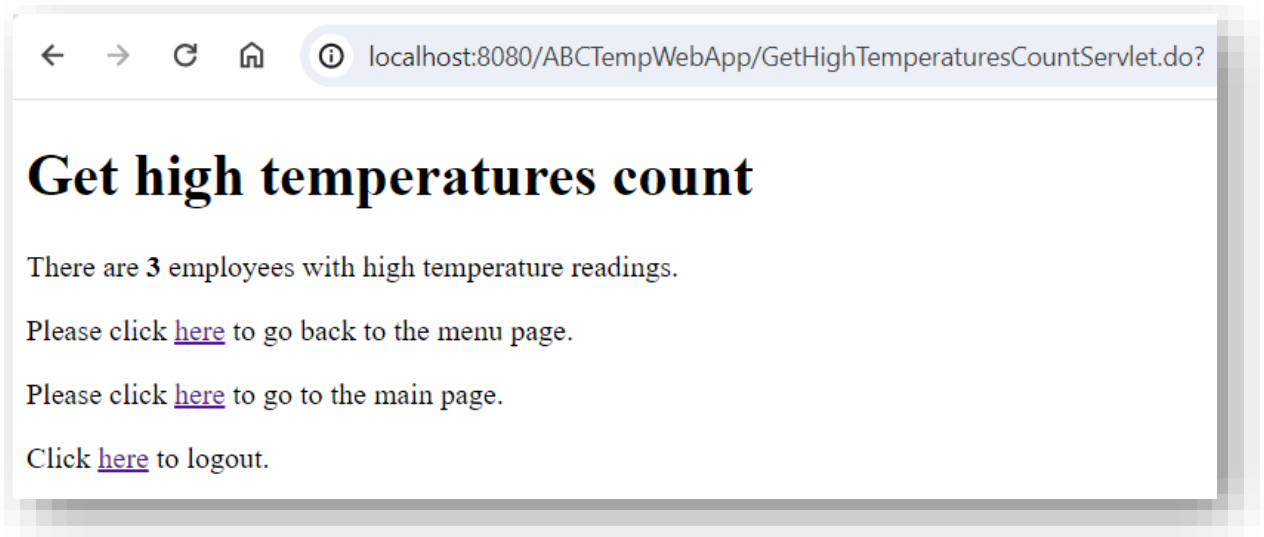 localhost:8080/ABCTempWebApp/GetHighTemperaturesCountServlet.do?
Get high temperatures count
There are 3 employees with high temperature readings.
Please click here to go back to the menu page.
Please click here to go to the main page.
Click here to logout.